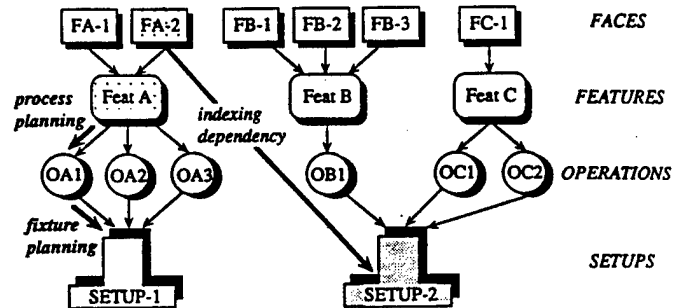 FA-1 FA-2 FB-1 FB-2 FB-3 FC-1 FACES
process planning
Feat A
indexing dependency
Feat B
Feat C
FEATURES
OA1 OA2 OA3 OB1 OC1 OC2 OPERATIONS
fixture planning
SETUPS
SETUP-1 SETUP-2